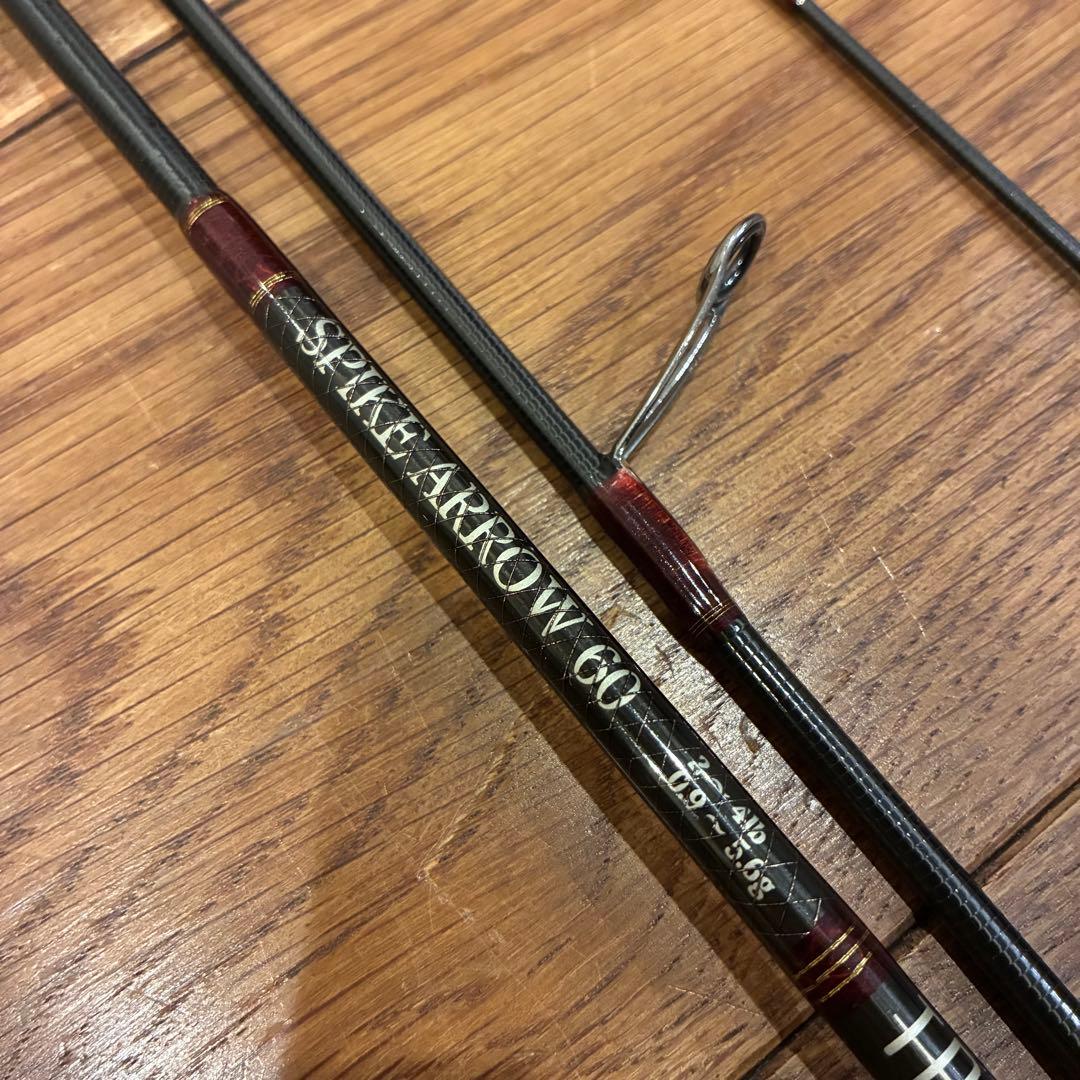 SPIKE ARROW 60
2 ~ 4lb
0.9 ~ 5.6g